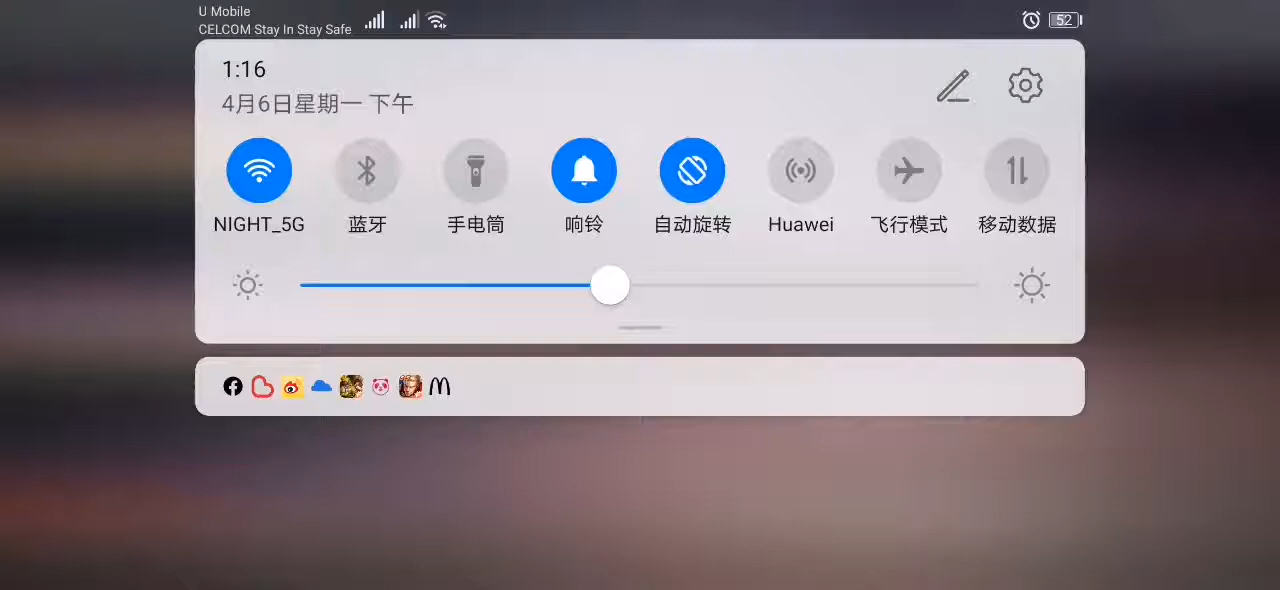 U Mobile
CELCOM Stay In Stay Safe
52
1:16
4月6日星期一 下午
NIGHT_5G 蓝牙 手电筒 响铃 自动旋转 Huawei 飞行模式 移动数据